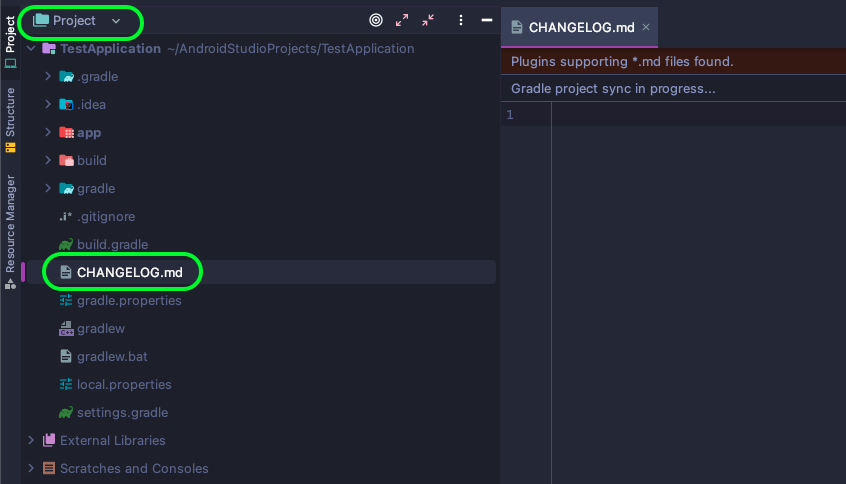 Project
TestApplication ~/AndroidStudioProjects/TestApplication
.gradle
.idea
app
build
gradle
.gitignore
build.gradle
CHANGELOG.md
gradle.properties
gradlew
gradlew.bat
local.properties
settings.gradle
External Libraries
Scratches and Consoles
Project
Structure
Resource Manager
CHANGELOG.md
Plugins supporting *.md files found.
Gradle project sync in progress...
1